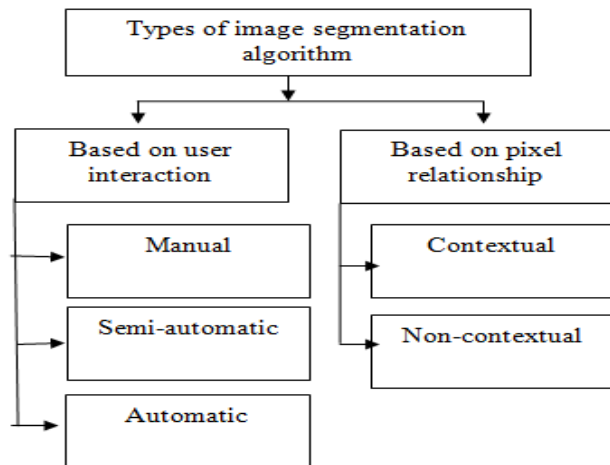 Types of image segmentation
algorithm
Based on user
interaction
Based on pixel
relationship
Manual
Contextual
Semi-automatic
Non-contextual
Automatic